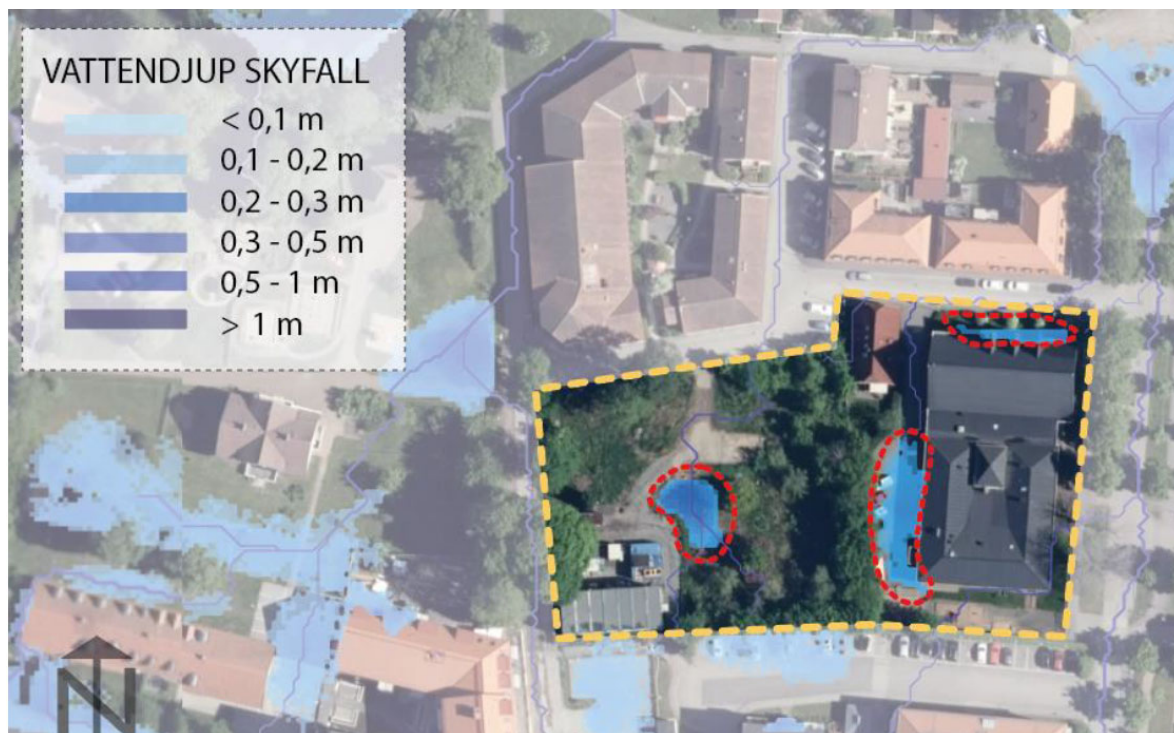 VATTENDJUP SKYFALL
< 0,1 m
0,1 - 0,2 m
0,2 - 0,3 m
0,3 - 0,5 m
0,5 - 1 m
> 1 m
N